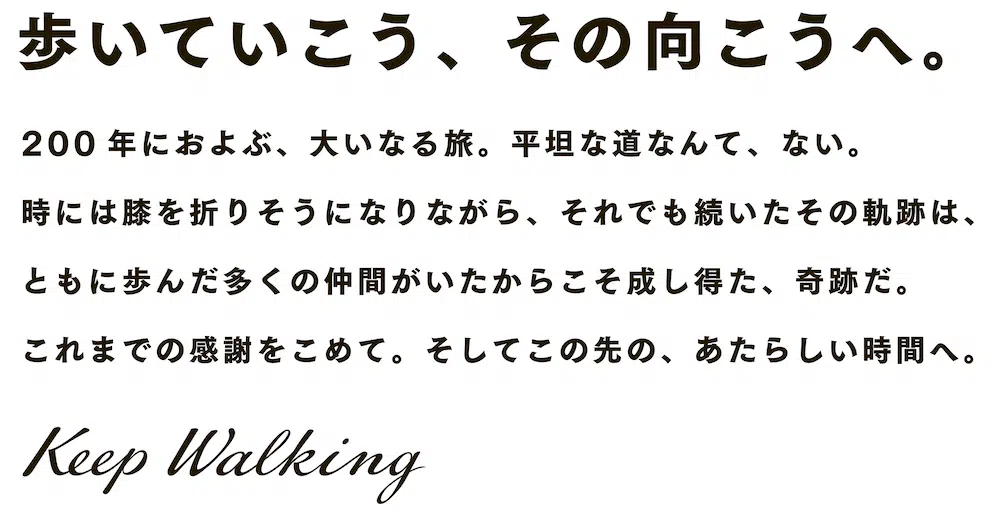 歩いていこう、その向こうへ。
200 年におよぶ、大いなる旅。平坦な道なんて、ない。
時には膝を折りそうになりながら、それでも続いたその軌跡は、
ともに歩んだ多くの仲間がいたからこそ成し得た、奇跡だ。
これまでの感謝をこめて。そしてこの先の、あたらしい時間へ。
Keep Walking